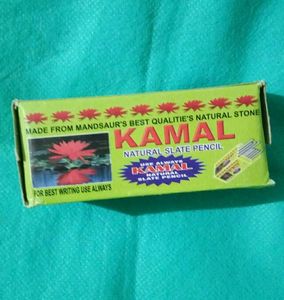 MADE FROM MANDSAUR'S BEST QUALITIE'S NATURAL STONE
KAMAL
NATURAL SLATE PENCIL
USE ALWAYS
KAMAL
NATURAL
SLATE PENCIL
FOR BEST WRITING USE ALWAYS